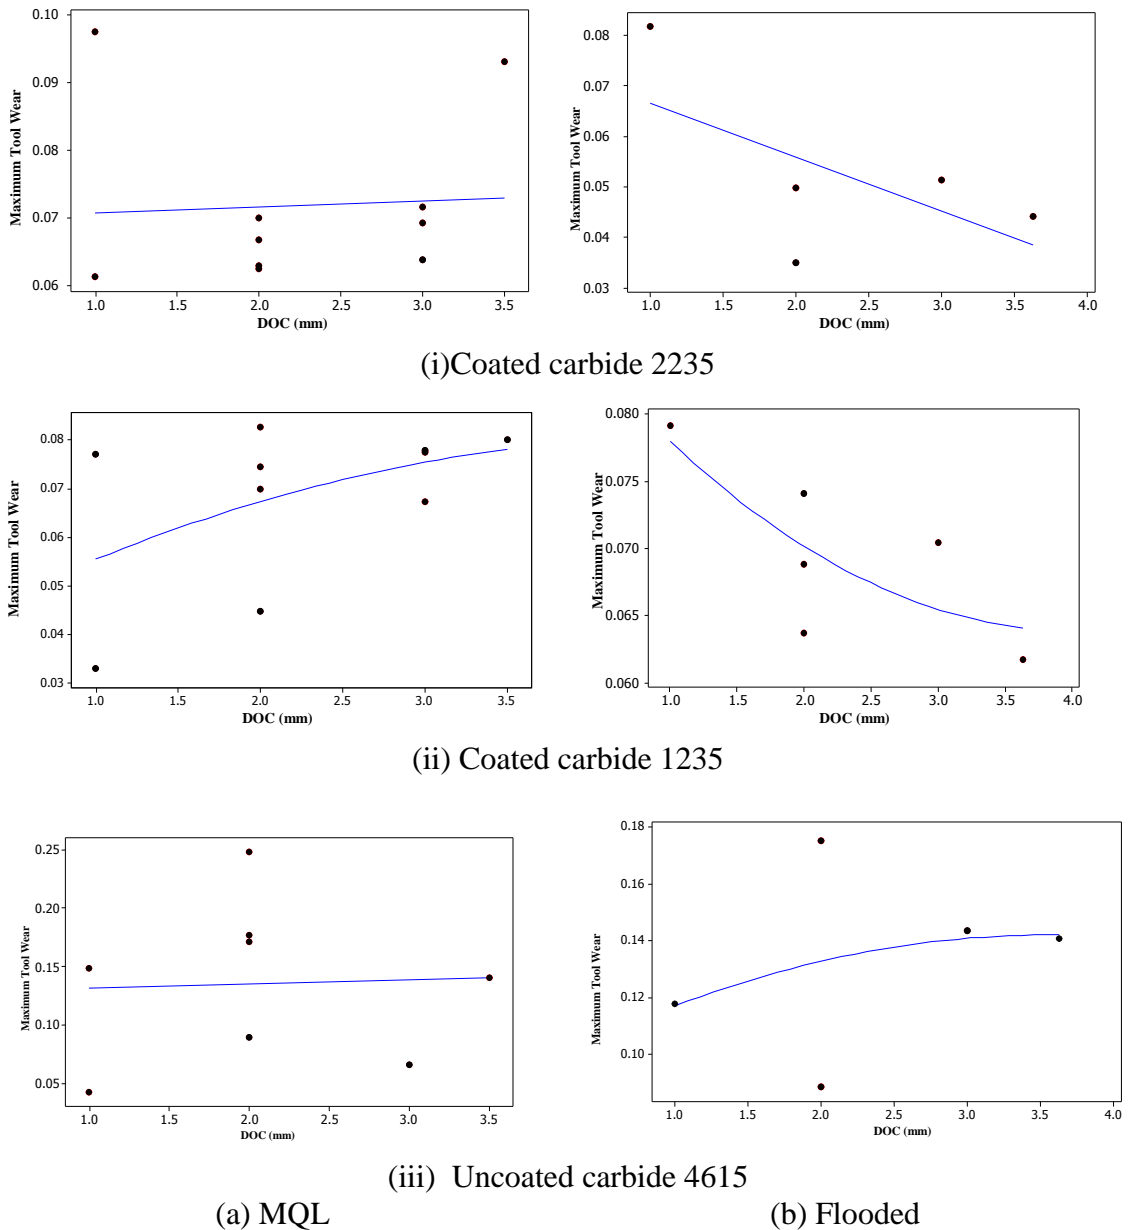 0.10
0.09
0.08
0.07
0.06
Maximum Tool Wear
1.0 1.5 2.0 2.5 3.0 3.5
DOC (mm)
0.08
0.07
0.06
0.05
0.04
0.03
Maximum Tool Wear
1.0 1.5 2.0 2.5 3.0 3.5 4.0
DOC (mm)
(i)Coated carbide 2235
0.08
0.07
0.06
0.05
0.04
0.03
Maximum Tool Wear
1.0 1.5 2.0 2.5 3.0 3.5
DOC (mm)
0.080
0.075
0.070
0.065
0.060
Maximum Tool Wear
1.0 1.5 2.0 2.5 3.0 3.5 4.0
DOC (mm)
(ii) Coated carbide 1235
0.25
0.20
0.15
0.10
0.05
Maximum Tool Wear
1.0 1.5 2.0 2.5 3.0 3.5
DOC (mm)
0.18
0.16
0.14
0.12
0.10
Maximum Tool Wear
1.0 1.5 2.0 2.5 3.0 3.5 4.0
DOC (mm)
(iii) Uncoated carbide 4615
(a) MQL (b) Flooded